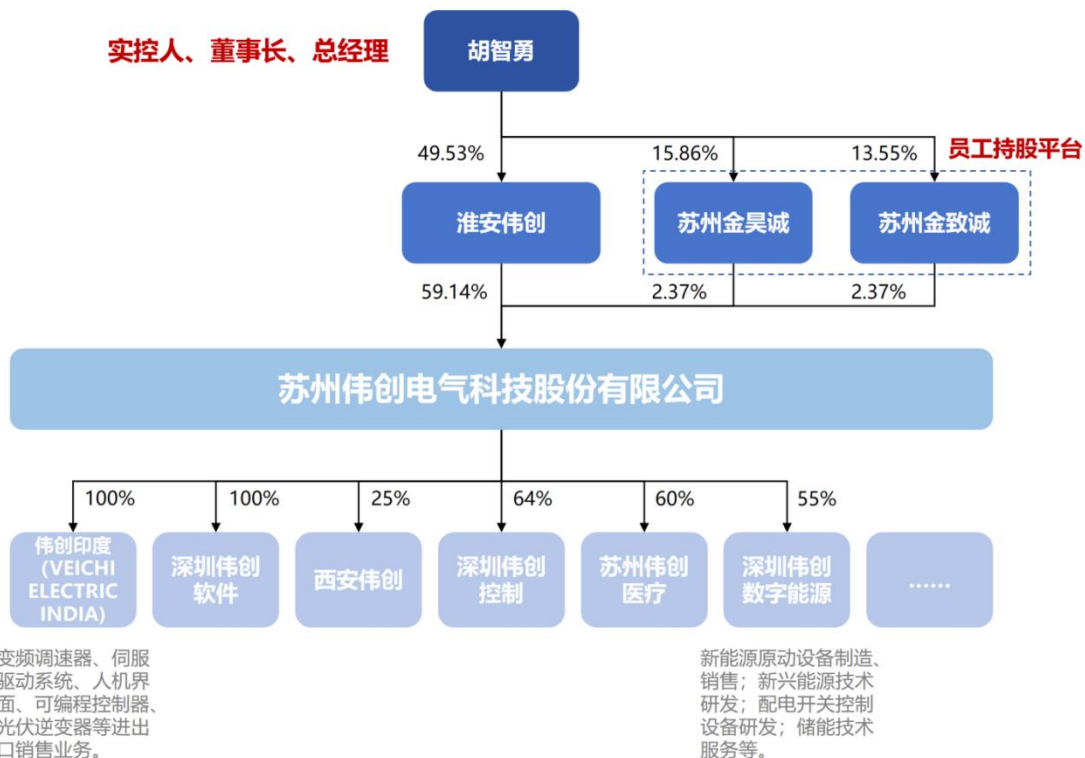 实控人、董事长、总经理
胡智勇
49.53%
15.86%
13.55%
员工持股平台
淮安伟创
苏州金昊诚
苏州金致诚
59.14%
2.37%
2.37%
苏州伟创电气科技股份有限公司
100%
100%
25%
64%
60%
55%
伟创印度
(VEICHI
ELECTRIC
INDIA)
深圳伟创
软件
西安伟创
深圳伟创
控制
苏州伟创
医疗
深圳伟创
数字能源
……
变频调速器、伺服
驱动系统、人机界
面、可编程控制器、
光伏逆变器等进出
口销售业务。
新能源原动设备制造、
销售；新兴能源技术
研发；配电开关控制
设备研发；储能技术
服务等。